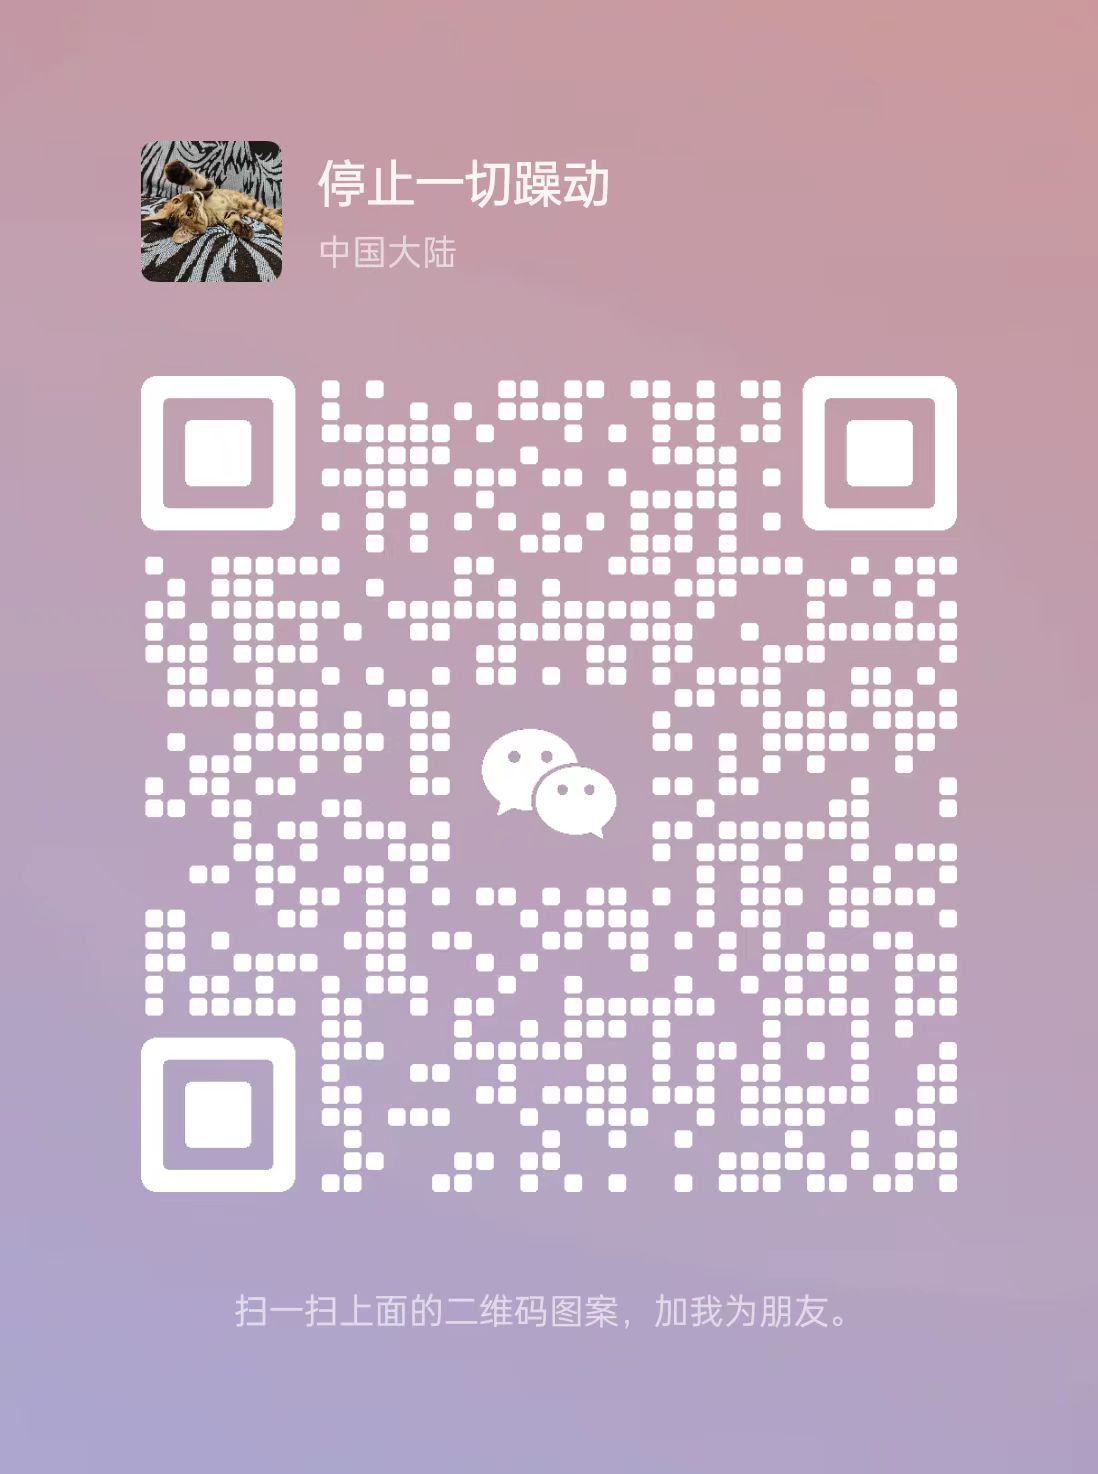 停止一切躁动
中国大陆
扫一扫上面的二维码图案，加我为朋友。